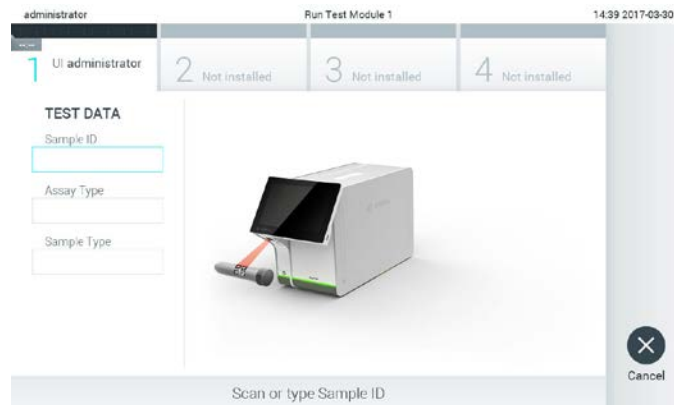 administrator
Run Test Module 1
14:39 2017-03-30
1 UI administrator
2 Not installed
3 Not installed
4 Not installed
TEST DATA
Sample ID
Assay Type
Sample Type
Cancel
Scan or type Sample ID